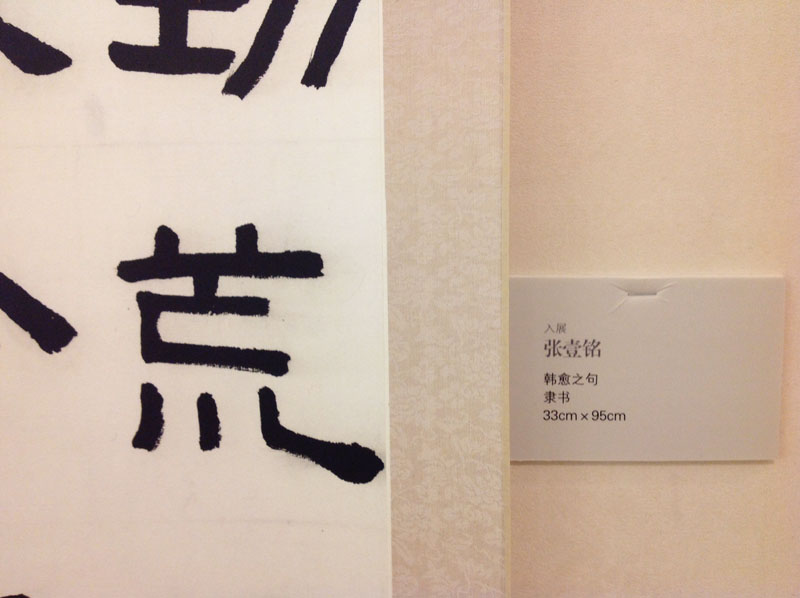 荒
入展
张壹铭
韩愈之句
隶书
33cm×95cm